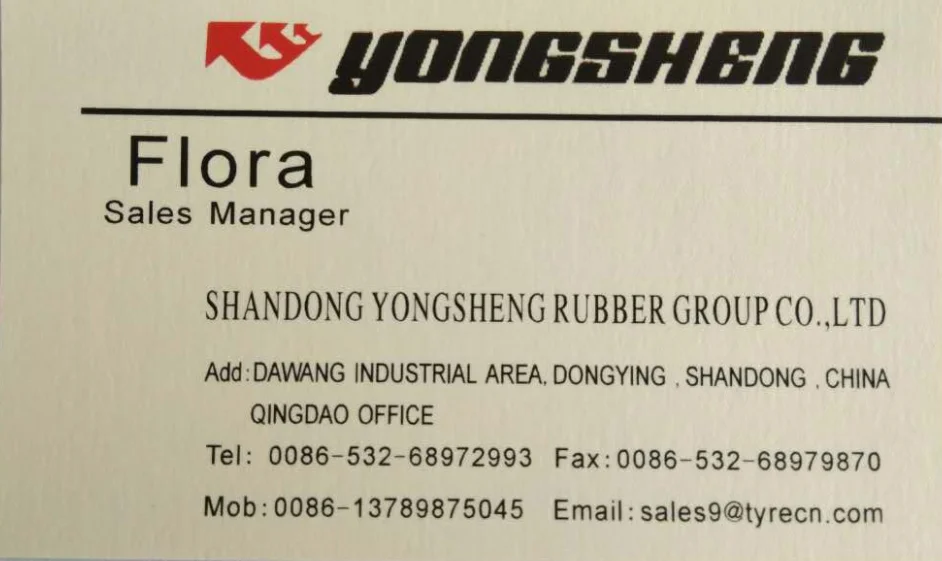 YONGSHENG
Flora
Sales Manager
SHANDONG YONGSHENG RUBBER GROUP CO.,LTD
Add:DAWANG INDUSTRIAL AREA, DONGYING , SHANDONG , CHINA
QINGDAO OFFICE
Tel: 0086-532-68972993 Fax:0086-532-68979870
Mob:0086-13789875045 Email:sales9@tyrecn.com